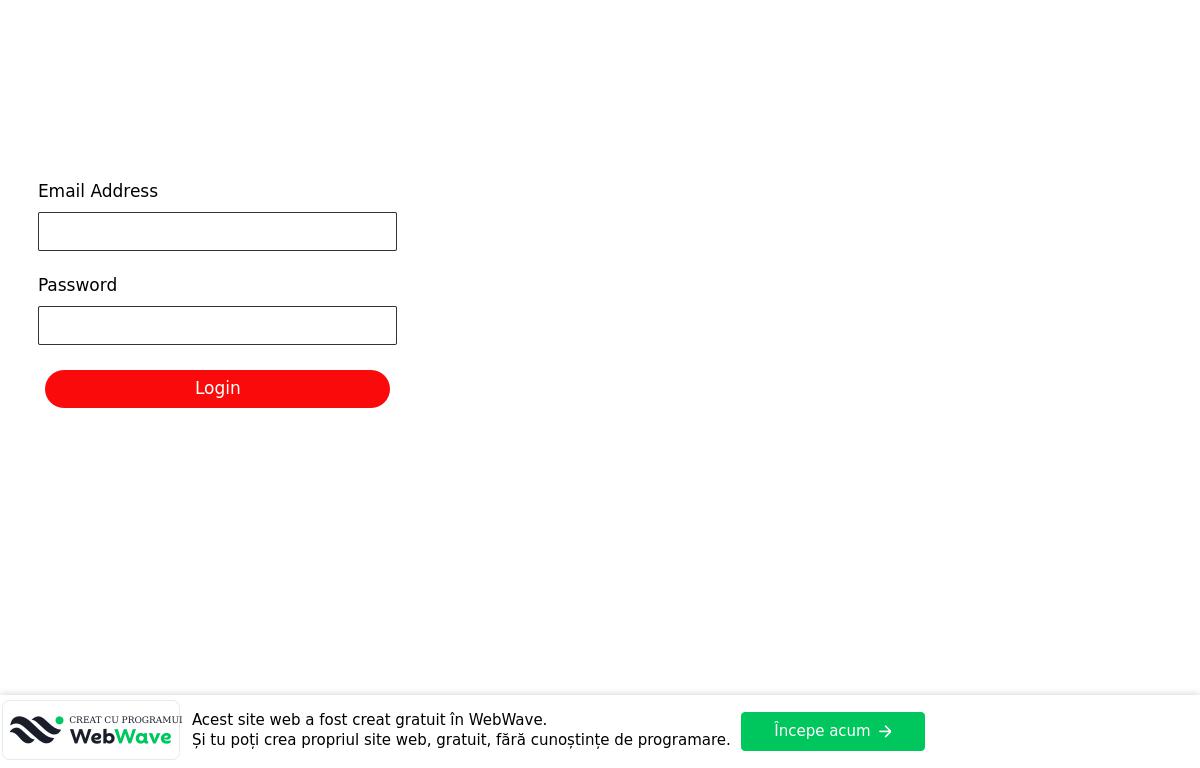 Email Address
Password
Login
CREAT CU PROGRAMUL
WebWave
Acest site web a fost creat gratuit în WebWave.
Și tu poți crea propriul site web, gratuit, fără cunoștințe de programare.
Începe acum